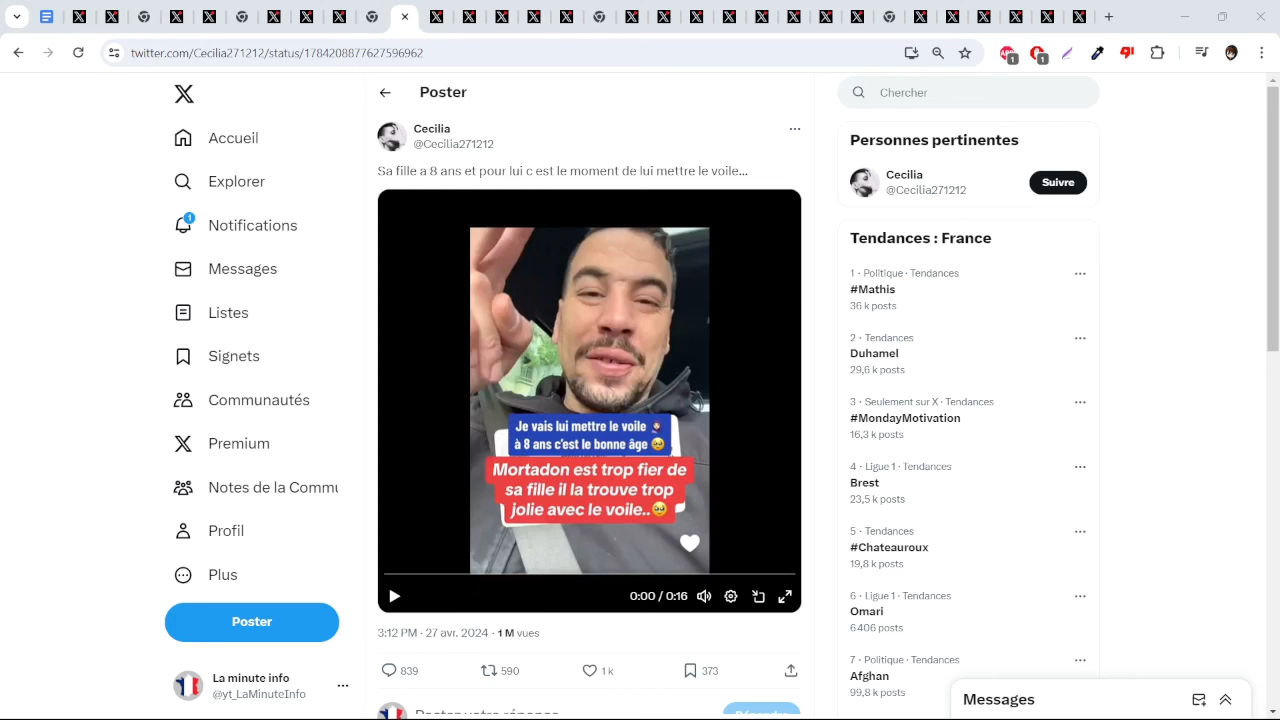 twitter.com/Cecilia271212/status/1784208877627596962
1
1
Poster
Chercher
Cecilia
@Cecilia271212
Sa fille a 8 ans et pour lui c est le moment de lui mettre le voile...
Je vais lui mettre le voile
à 8 ans c'est le bonne âge
Mortadon est trop fier de
sa fille il la trouve trop
jolie avec le voile..
0:00 / 0:16
3:12 PM · 27 avr. 2024 · 1 M vues
839
590
1 k
373
Accueil
Explorer
1
Notifications
Messages
Listes
Signets
Communautés
Premium
Notes de la Commu
Profil
Plus
Poster
La minute info
@yt_LaMinuteInfo
Personnes pertinentes
Cecilia
@Cecilia271212
Suivre
Tendances : France
1 · Politique · Tendances
#Mathis
36 k posts
2 · Tendances
Duhamel
29,6 k posts
3 · Seulement sur X · Tendances
#MondayMotivation
16,3 k posts
4 · Ligue 1 · Tendances
Brest
23,5 k posts
5 · Tendances
#Chateauroux
19,8 k posts
6 · Ligue 1 · Tendances
Omari
6 406 posts
7 · Politique · Tendances
Afghan
99,8 k posts
Messages